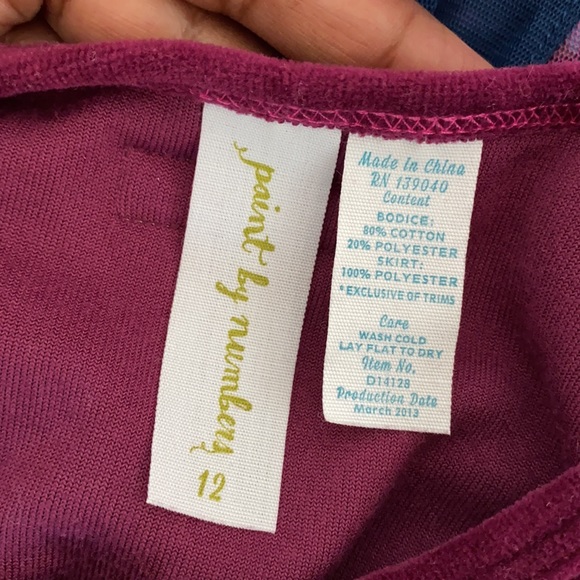 paint by numbers
12
Made in China
RN 139040
Content
BODICE:
80% COTTON
20% POLYESTER
SKIRT:
100% POLYESTER
*EXCLUSIVE OF TRIMS
Care
WASH COLD
LAY FLAT TO DRY
Item No.
D14128
Production Date
March 2013